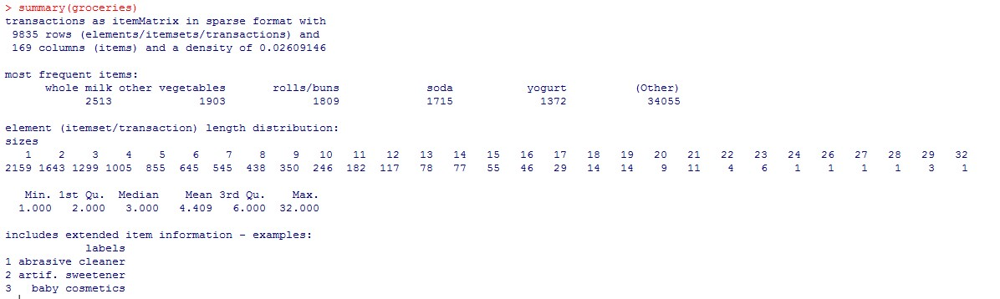 > summary(groceries)
transactions as itemMatrix in sparse format with
 9835 rows (elements/itemsets/transactions) and
 169 columns (items) and a density of 0.02609146
most frequent items:
      whole milk other vegetables       rolls/buns             soda           yogurt          (Other)
            2513             1903             1809             1715             1372            34055
element (itemset/transaction) length distribution:
sizes
   1    2    3    4    5    6    7    8    9   10   11   12   13   14   15   16   17   18   19   20   21   22   23   24   26   27   28   29   32
2159 1643 1299 1005  855  645  545  438  350  246  182  117   78   77   55   46   29   14   14    9   11    4    6    1    1    1    1    3    1
   Min. 1st Qu.  Median    Mean 3rd Qu.    Max.
  1.000   2.000   3.000   4.409   6.000  32.000
includes extended item information - examples:
            labels
1 abrasive cleaner
2 artif. sweetener
3   baby cosmetics